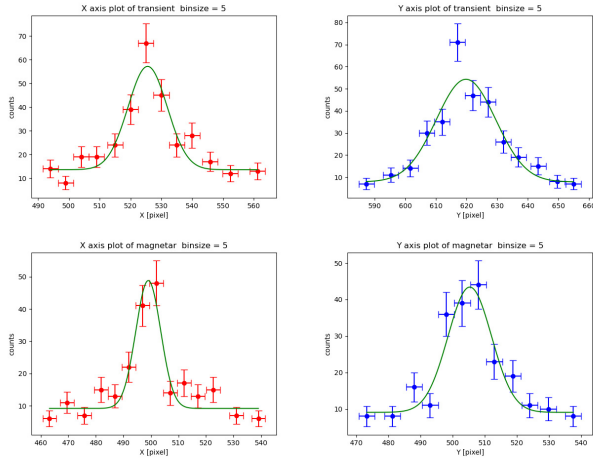 X axis plot of transient binsize = 5
counts
70
60
50
40
30
20
10
490 500 510 520 530 540 550 560
X [pixel]
Y axis plot of transient binsize = 5
counts
80
70
60
50
40
30
20
10
590 600 610 620 630 640 650 660
Y [pixel]
X axis plot of magnetar binsize = 5
counts
50
40
30
20
10
460 470 480 490 500 510 520 530 540
X [pixel]
Y axis plot of magnetar binsize = 5
counts
50
40
30
20
10
470 480 490 500 510 520 530 540
Y [pixel]